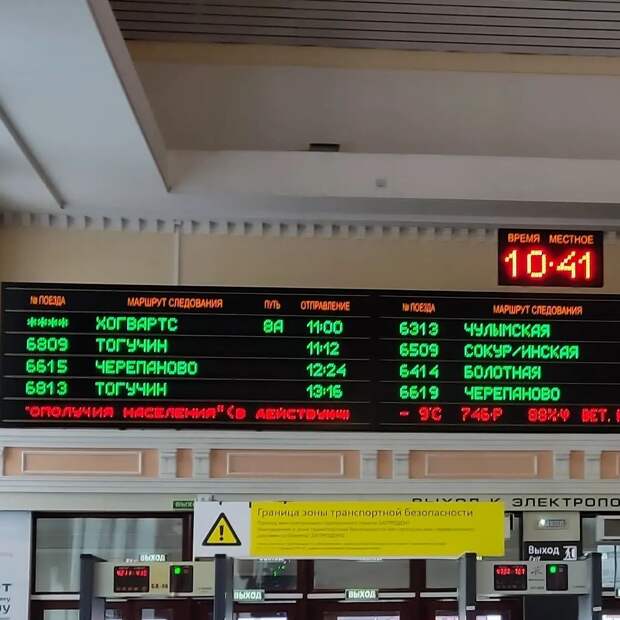 ВРЕМЯ МЕСТНОЕ
10:41
№ ПОЕЗДА МАРШРУТ СЛЕДОВАНИЯ ПУТЬ ОТПРАВЛЕНИЕ
**** ХОГВАРТС 8А 11:00
6809 ТОГУЧИН 11:12
6615 ЧЕРЕПАНОВО 12:24
6813 ТОГУЧИН 13:16
ОПОЛУЧИЯ НАСЕЛЕНИЯ"(В ДЕЙСТВУЮЩ
№ ПОЕЗДА МАРШРУТ СЛЕДОВАНИЯ
6313 ЧУЛЫМСКАЯ
6509 СОКУР/ИНСКАЯ
6414 БОЛОТНАЯ
6619 ЧЕРЕПАНОВО
- 9°C 746-P 88%-Ψ ВЕТ.
ВЫХОД К ЭЛЕКТРОПО
Граница зоны транспортной безопасности
ВЫХОД
ВЫХОД
ВЫХОД
Выход